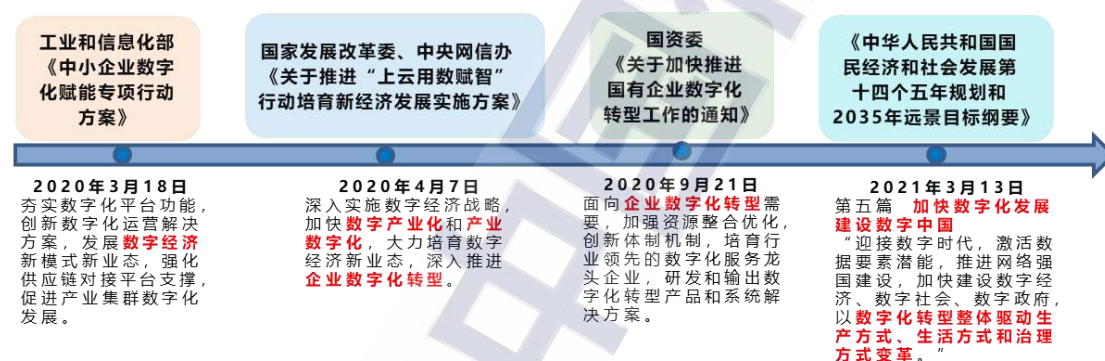 工业和信息化部
《中小企业数字
化赋能专项行动
方案》
国家发展改革委、中央网信办
《关于推进“上云用数赋智”
行动培育新经济发展实施方案》
国资委
《关于加快推进
国有企业数字化
转型工作的通知》
《中华人民共和国国
民经济和社会发展第
十四个五年规划和
2035年远景目标纲要》
2020年3月18日
夯实数字化平台功能，
创新数字化运营解决
方案，发展数字经济
新模式新业态，强化
供应链对接平台支撑，
促进产业集群数字化
发展。
2020年4月7日
深入实施数字经济战略，
加快数字产业化和产业
数字化，大力培育数字
经济新业态，深入推进
企业数字化转型。
2020年9月21日
面向企业数字化转型需
要，加强资源整合优化，
创新体制机制，培育行
业领先的数字化服务龙
头企业，研发和输出数
字化转型产品和系统解
决方案。
2021年3月13日
第五篇 加快数字化发展
建设数字中国
“迎接数字时代，激活数
据要素潜能，推进网络强
国建设，加快建设数字经
济、数字社会、数字政府，
以数字化转型整体驱动生
产方式、生活方式和治理
方式变革。”